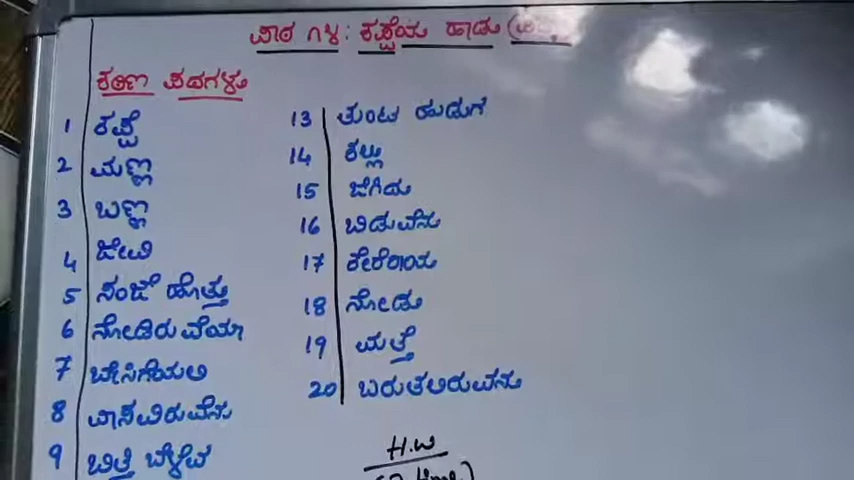 ಪಾಠ ೧೪: ಕಪ್ಪೆಯ ಹಾಡು
ಕಠಿಣ ಪದಗಳು
1 ಕಪ್ಪೆ
2 ಮಣ್ಣ
3 ಬಣ್ಣ
4 ಜೀವಿ
5 ಸಂಜೆ ಹೊತ್ತು
6 ನೋಡಿರುವೆಯಾ
7 ಬೇಸಿಗೆಯಲಿ
8 ವಾಸವಿರುವೆನು
9 ಬಿತ್ತಿ ಬೆಳೆವ
13 ತುಂಟ ಹುಡುಗ
14 ಕಲ್ಲು
15 ಜಿಗಿಯ
16 ಬಿಡುವೆನು
17 ಕೇರೆರಾಯ
18 ನೋಡು
19 ಮತ್ತೆ
20 ಬರುತಲಿರುವೆನು
H.W